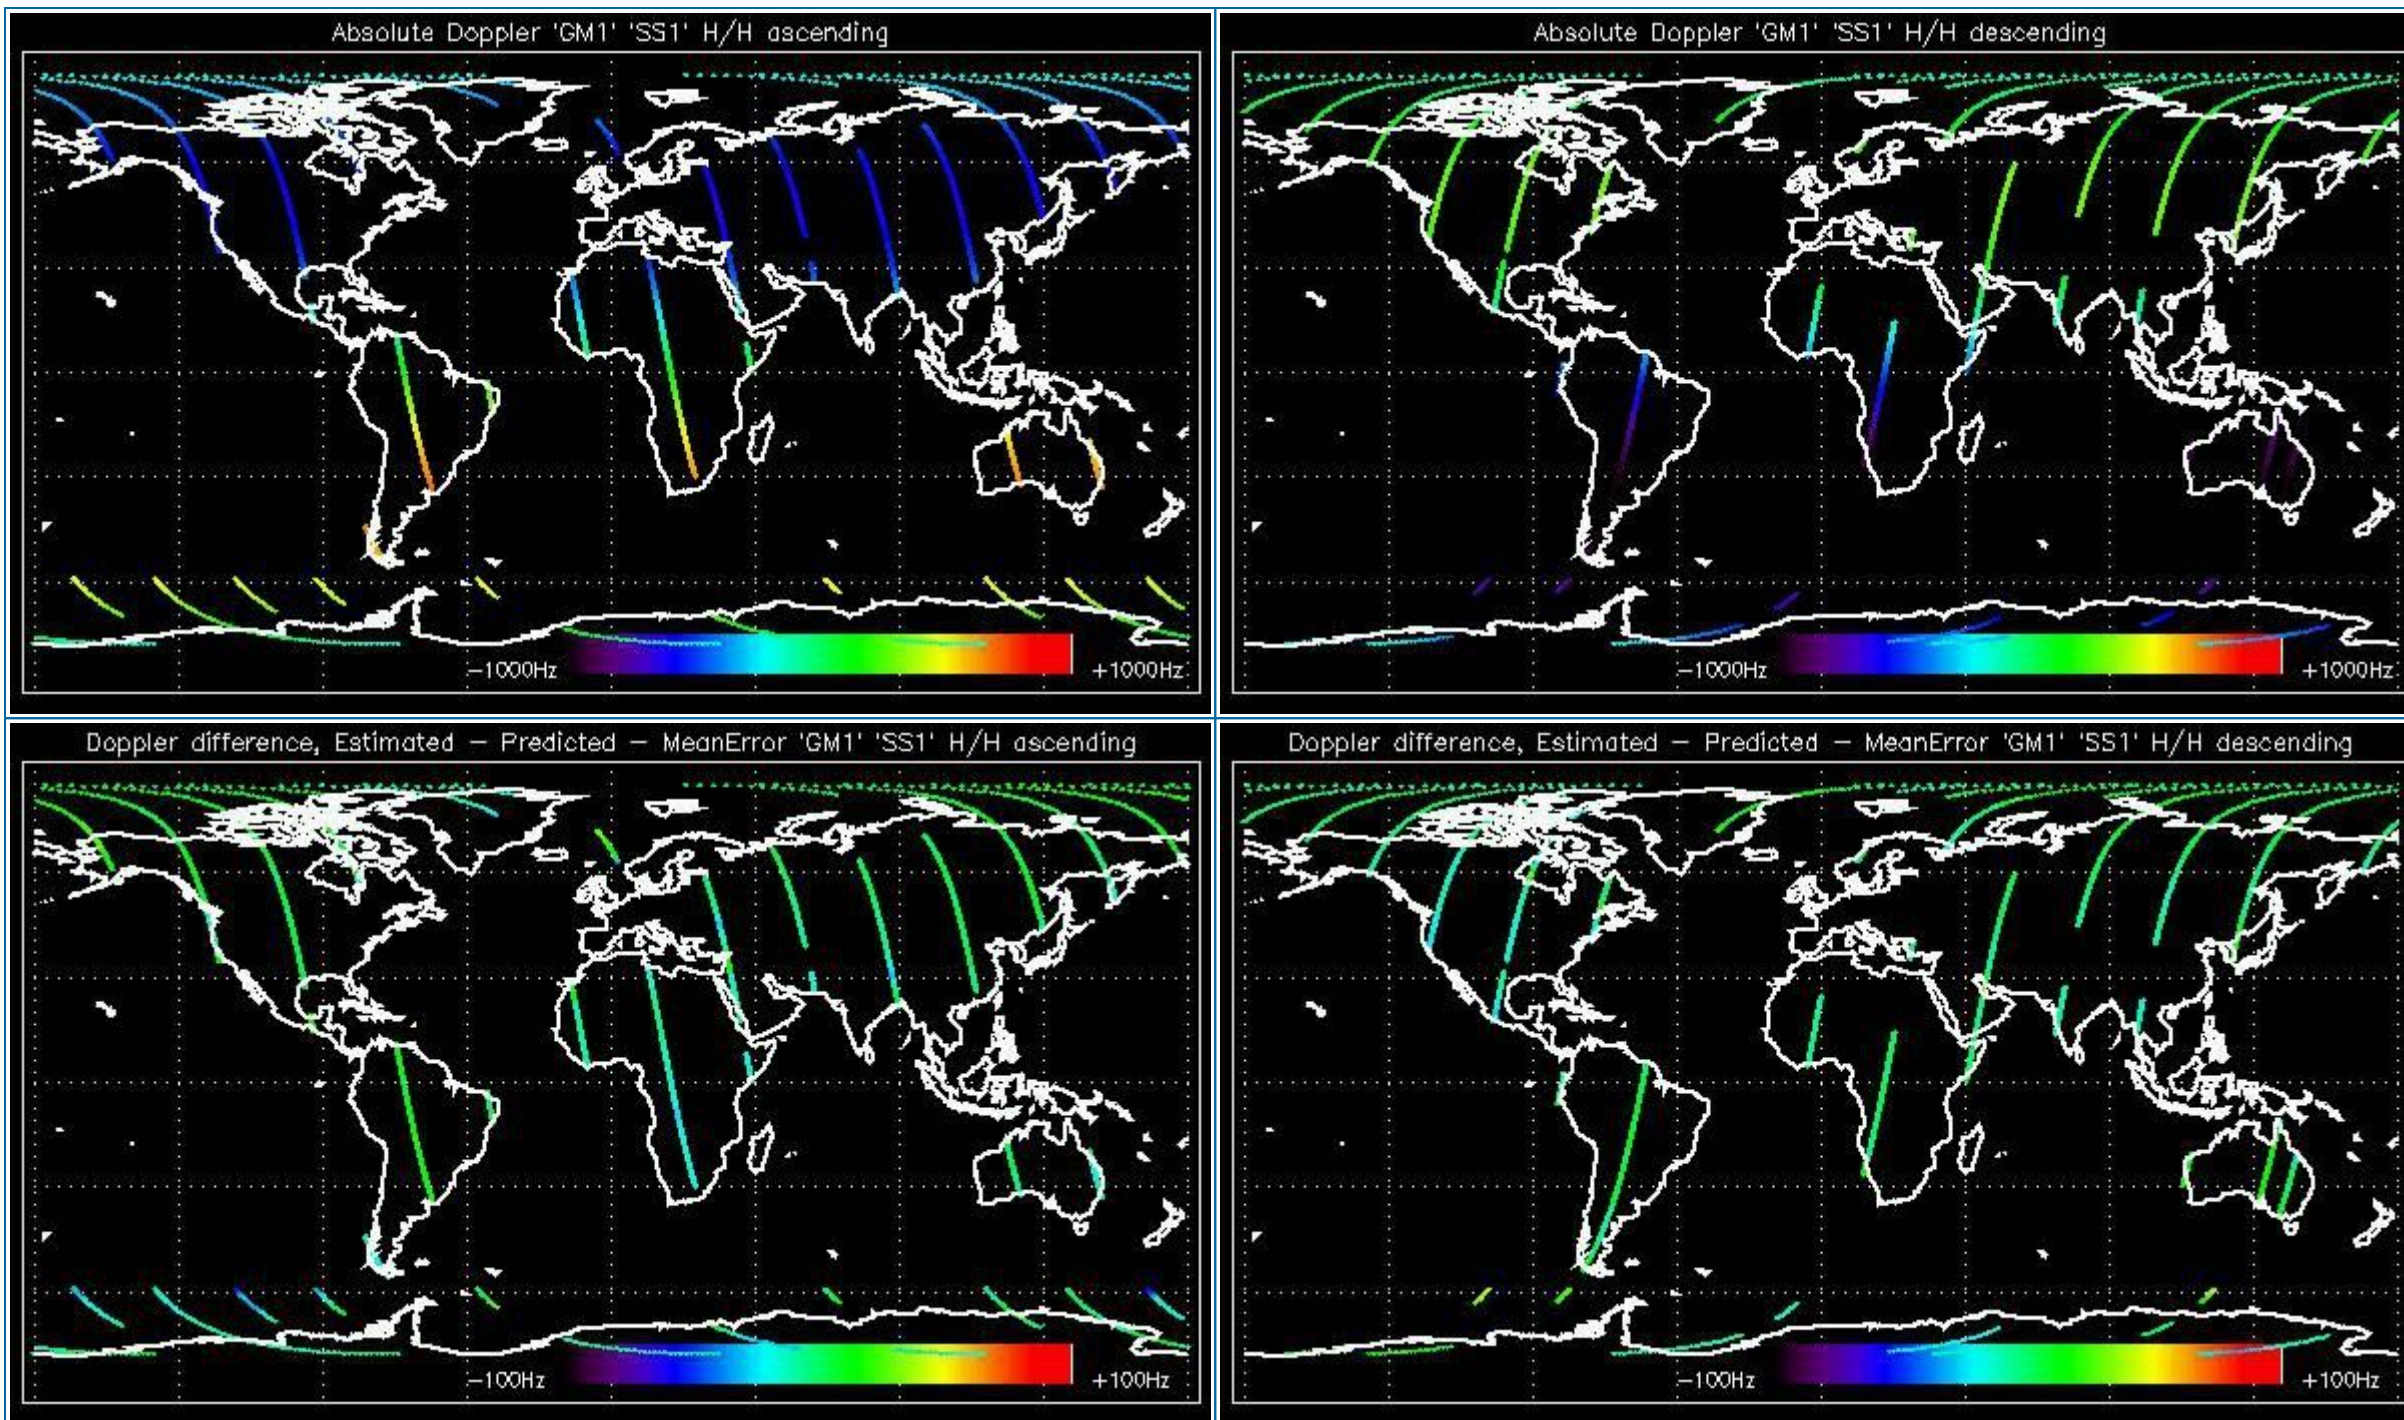 Absolute Doppler 'GM1' 'SS1' H/H ascending
-1000Hz
+1000Hz
Absolute Doppler 'GM1' 'SS1' H/H descending
-1000Hz
+1000Hz
Doppler difference, Estimated - Predicted - MeanError 'GM1' 'SS1' H/H ascending
-100Hz
+100Hz
Doppler difference, Estimated - Predicted - MeanError 'GM1' 'SS1' H/H descending
-100Hz
+100Hz